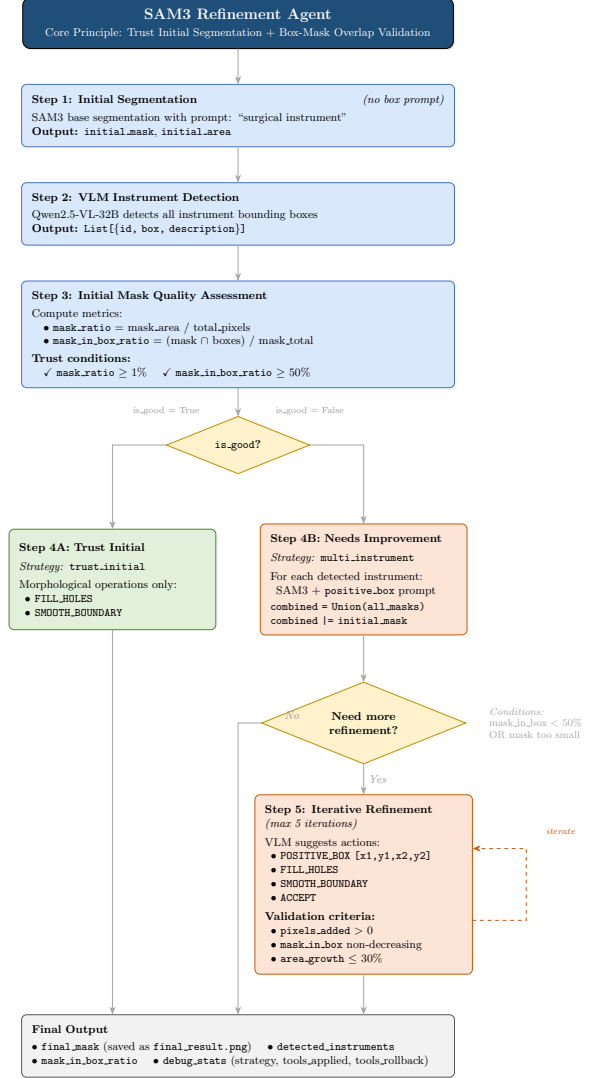 SAM3 Refinement Agent
Core Principle: Trust Initial Segmentation + Box-Mask Overlap Validation
Step 1: Initial Segmentation (no box prompt)
SAM3 base segmentation with prompt: “surgical instrument”
Output: initial_mask, initial_area
Step 2: VLM Instrument Detection
Qwen2.5-VL-32B detects all instrument bounding boxes
Output: List[{id, box, description}]
Step 3: Initial Mask Quality Assessment
Compute metrics:
• mask_ratio = mask_area / total_pixels
• mask_in_box_ratio = (mask ∩ boxes) / mask_total
Trust conditions:
✓ mask_ratio ≥ 1% ✓ mask_in_box_ratio ≥ 50%
is_good = True is_good = False
is_good?
Step 4A: Trust Initial
Strategy: trust_initial
Morphological operations only:
• FILL_HOLES
• SMOOTH_BOUNDARY
Step 4B: Needs Improvement
Strategy: multi_instrument
For each detected instrument:
SAM3 + positive_box prompt
combined = Union(all_masks)
combined |= initial_mask
No
Need more
refinement?
Conditions:
mask_in_box < 50%
OR mask too small
Yes
Step 5: Iterative Refinement
(max 5 iterations)
VLM suggests actions:
• POSITIVE_BOX [x1,y1,x2,y2]
• FILL_HOLES
• SMOOTH_BOUNDARY
• ACCEPT
Validation criteria:
• pixels_added > 0
• mask_in_box non-decreasing
• area_growth ≤ 30%
iterate
Final Output
• final_mask (saved as final_result.png) • detected_instruments
• mask_in_box_ratio • debug_stats (strategy, tools_applied, tools_rollback)